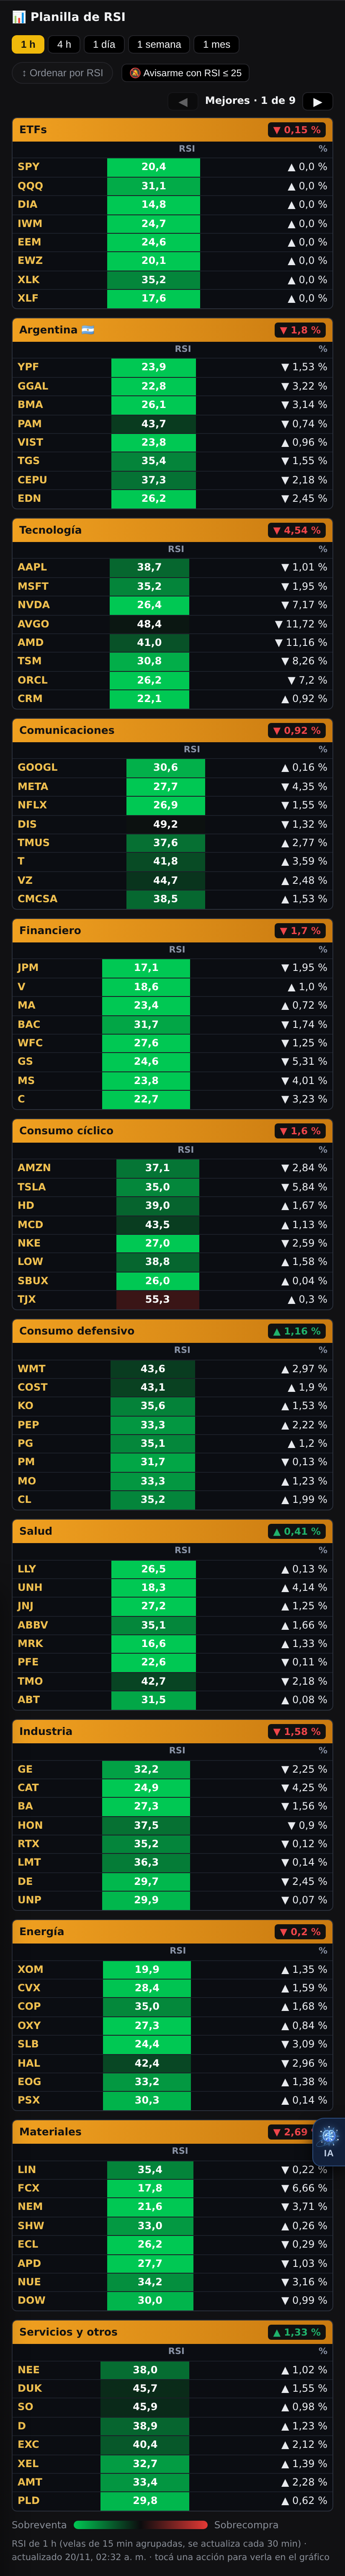 📊 Planilla de RSI
1 h 4 h 1 día 1 semana 1 mes
↕ Ordenar por RSI 🔕 Avisarme con RSI ≤ 25
◀ Mejores · 1 de 9 ▶
ETFs ▼ 0,15 %
RSI %
SPY 20,4 ▲ 0,0 %
QQQ 31,1 ▲ 0,0 %
DIA 14,8 ▲ 0,0 %
IWM 24,7 ▲ 0,0 %
EEM 24,6 ▲ 0,0 %
EWZ 20,1 ▲ 0,0 %
XLK 35,2 ▲ 0,0 %
XLF 17,6 ▲ 0,0 %
Argentina 🇦🇷 ▼ 1,8 %
RSI %
YPF 23,9 ▼ 1,53 %
GGAL 22,8 ▼ 3,22 %
BMA 26,1 ▼ 3,14 %
PAM 43,7 ▼ 0,74 %
VIST 23,8 ▲ 0,96 %
TGS 35,4 ▼ 1,55 %
CEPU 37,3 ▼ 2,18 %
EDN 26,2 ▼ 2,45 %
Tecnología ▼ 4,54 %
RSI %
AAPL 38,7 ▼ 1,01 %
MSFT 35,2 ▼ 1,95 %
NVDA 26,4 ▼ 7,17 %
AVGO 48,4 ▼ 11,72 %
AMD 41,0 ▼ 11,16 %
TSM 30,8 ▼ 8,26 %
ORCL 26,2 ▼ 7,2 %
CRM 22,1 ▲ 0,92 %
Comunicaciones ▼ 0,92 %
RSI %
GOOGL 30,6 ▲ 0,16 %
META 27,7 ▼ 4,35 %
NFLX 26,9 ▼ 1,55 %
DIS 49,2 ▼ 1,32 %
TMUS 37,6 ▲ 2,77 %
T 41,8 ▲ 3,59 %
VZ 44,7 ▲ 2,48 %
CMCSA 38,5 ▲ 1,53 %
Financiero ▼ 1,7 %
RSI %
JPM 17,1 ▼ 1,95 %
V 18,6 ▲ 1,0 %
MA 23,4 ▲ 0,72 %
BAC 31,7 ▼ 1,74 %
WFC 27,6 ▼ 1,25 %
GS 24,6 ▼ 5,31 %
MS 23,8 ▼ 4,01 %
C 22,7 ▼ 3,23 %
Consumo cíclico ▼ 1,6 %
RSI %
AMZN 37,1 ▼ 2,84 %
TSLA 35,0 ▼ 5,84 %
HD 39,0 ▲ 1,67 %
MCD 43,5 ▲ 1,13 %
NKE 27,0 ▼ 2,59 %
LOW 38,8 ▲ 1,58 %
SBUX 26,0 ▲ 0,04 %
TJX 55,3 ▲ 0,3 %
Consumo defensivo ▲ 1,16 %
RSI %
WMT 43,6 ▲ 2,97 %
COST 43,1 ▲ 1,9 %
KO 35,6 ▲ 1,53 %
PEP 33,3 ▲ 2,22 %
PG 35,1 ▲ 1,2 %
PM 31,7 ▼ 0,13 %
MO 33,3 ▲ 1,23 %
CL 35,2 ▲ 1,99 %
Salud ▲ 0,41 %
RSI %
LLY 26,5 ▲ 0,13 %
UNH 18,3 ▲ 4,14 %
JNJ 27,2 ▲ 1,25 %
ABBV 35,1 ▲ 1,66 %
MRK 16,6 ▲ 1,33 %
PFE 22,6 ▼ 0,11 %
TMO 42,7 ▼ 2,18 %
ABT 31,5 ▲ 0,08 %
Industria ▼ 1,58 %
RSI %
GE 32,2 ▼ 2,25 %
CAT 24,9 ▼ 4,25 %
BA 27,3 ▼ 1,56 %
HON 37,5 ▼ 0,9 %
RTX 35,2 ▼ 0,12 %
LMT 36,3 ▼ 0,14 %
DE 29,7 ▼ 2,45 %
UNP 29,9 ▼ 0,07 %
Energía ▼ 0,2 %
RSI %
XOM 19,9 ▲ 1,35 %
CVX 28,4 ▲ 1,59 %
COP 35,0 ▲ 1,68 %
OXY 27,3 ▲ 0,84 %
SLB 24,4 ▼ 3,09 %
HAL 42,4 ▼ 2,96 %
EOG 33,2 ▲ 1,38 %
PSX 30,3 ▲ 0,14 %
Materiales ▼ 2,69
IA
RSI
LIN 35,4 ▼ 0,22 %
FCX 17,8 ▼ 6,66 %
NEM 21,6 ▼ 3,71 %
SHW 33,0 ▲ 0,26 %
ECL 26,2 ▼ 0,29 %
APD 27,7 ▼ 1,03 %
NUE 34,2 ▼ 3,16 %
DOW 30,0 ▼ 0,99 %
Servicios y otros ▲ 1,33 %
RSI %
NEE 38,0 ▲ 1,02 %
DUK 45,7 ▲ 1,55 %
SO 45,9 ▲ 0,98 %
D 38,9 ▲ 1,23 %
EXC 40,4 ▲ 2,12 %
XEL 32,7 ▲ 1,39 %
AMT 33,4 ▲ 2,28 %
PLD 29,8 ▲ 0,62 %
Sobreventa Sobrecompra
RSI de 1 h (velas de 15 min agrupadas, se actualiza cada 30 min) ·
actualizado 20/11, 02:32 a. m. · tocá una acción para verla en el gráfico